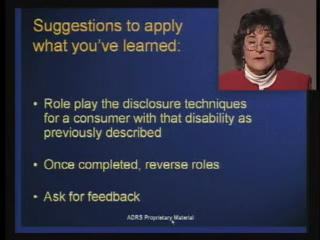 Suggestions to apply
what you've learned:
• Role play the disclosure techniques
for a consumer with that disability as
previously described
• Once completed, reverse roles
• Ask for feedback
ADRS Proprietary Material